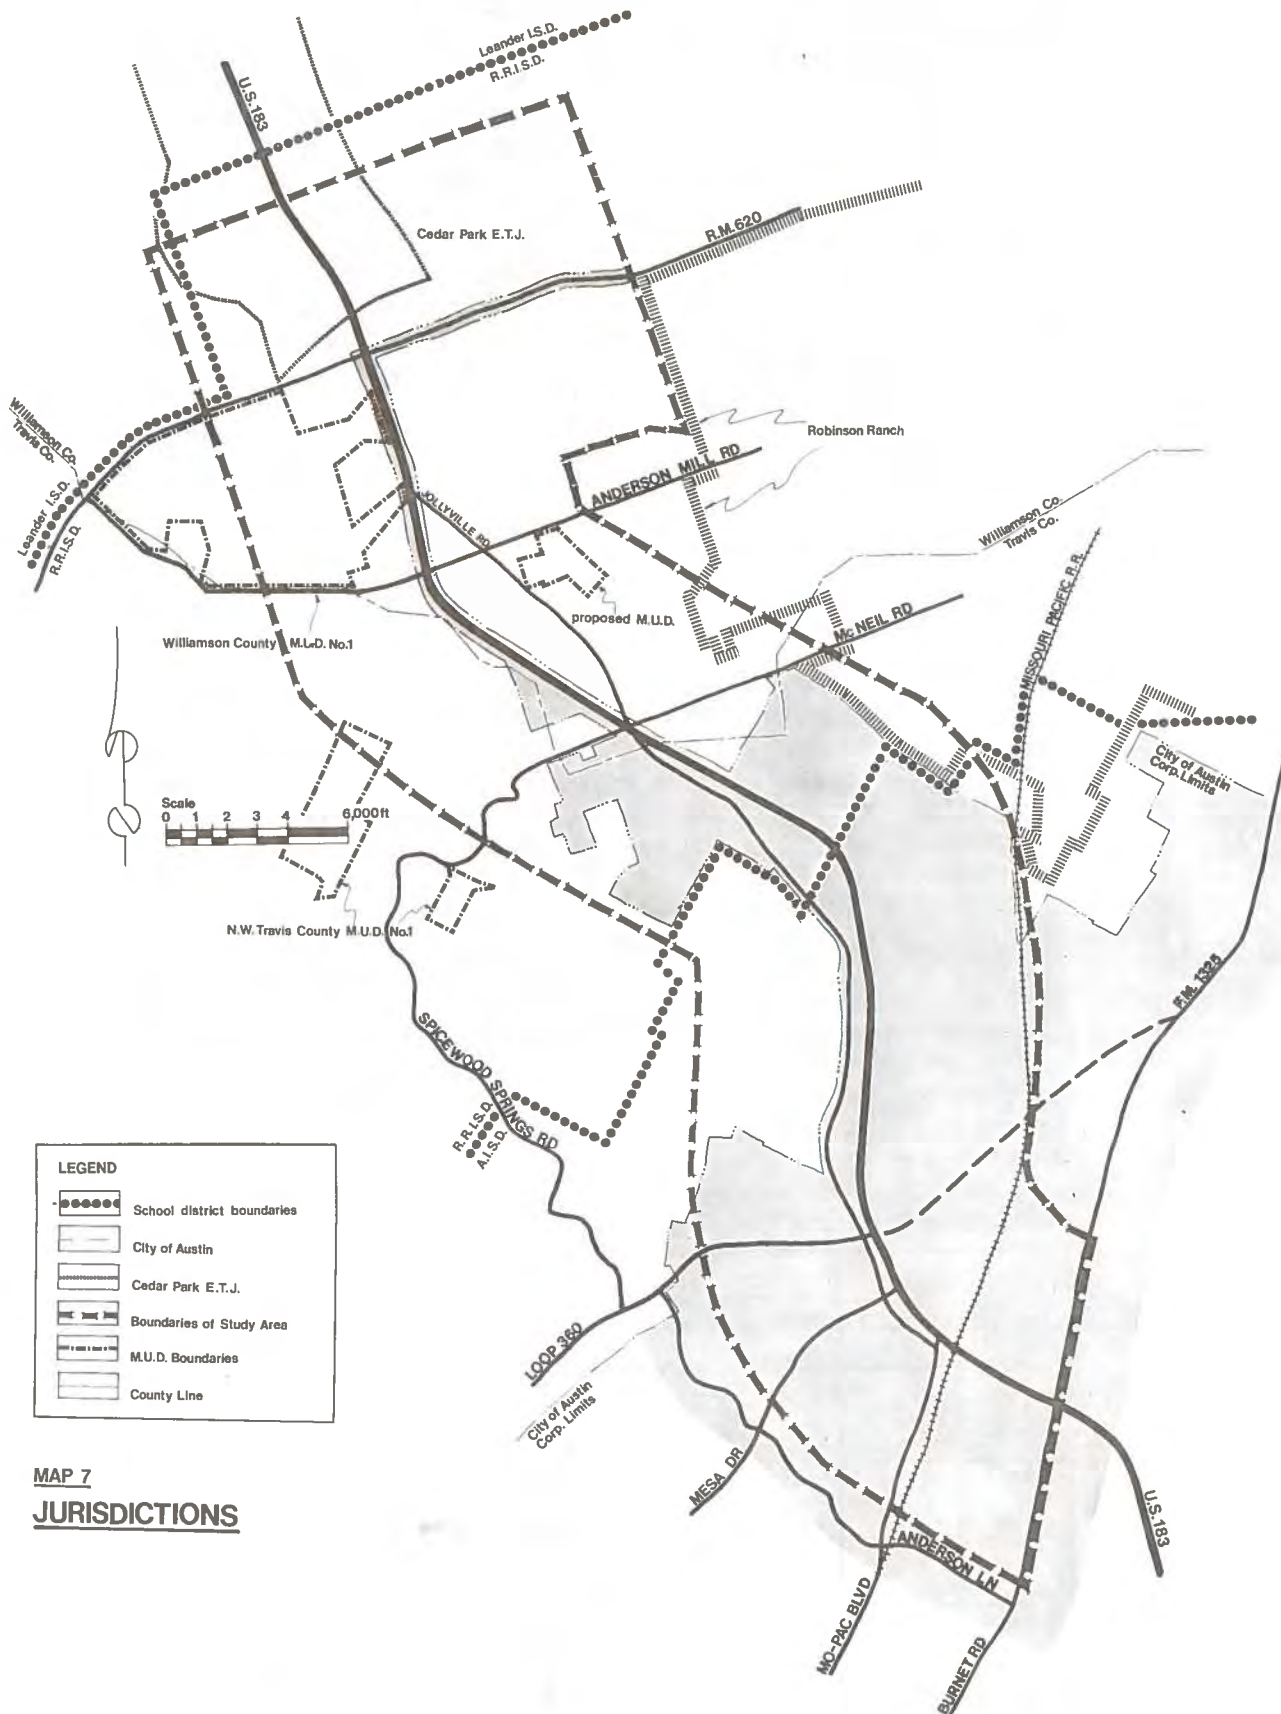 Leander I.S.D.
R.R.I.S.D.
U.S.183
Cedar Park E.T.J.
R.M. 620
Robinson Ranch
Williamson Co.
Travis Co.
Leander I.S.D.
R.R.I.S.D.
ANDERSON MILL RD
JOLLYVILLE RD
Williamson Co.
Travis Co.
MISSOURI PACIFIC R.R.
proposed M.U.D.
Mc NEIL RD
Williamson County M.U.D. No.1
City of Austin
Corp. Limits
Scale
0 1 2 3 4 6,000ft
N.W. Travis County M.U.D. No.1
F.M. 1325
SPICEWOOD SPRINGS RD
R.R.I.S.D.
A.I.S.D.
LEGEND
School district boundaries
City of Austin
Cedar Park E.T.J.
Boundaries of Study Area
M.U.D. Boundaries
County Line
LOOP 360
City of Austin
Corp. Limits
MESA DR
U.S.183
ANDERSON LN
MO-PAC BLVD
BURNET RD
MAP 7
JURISDICTIONS